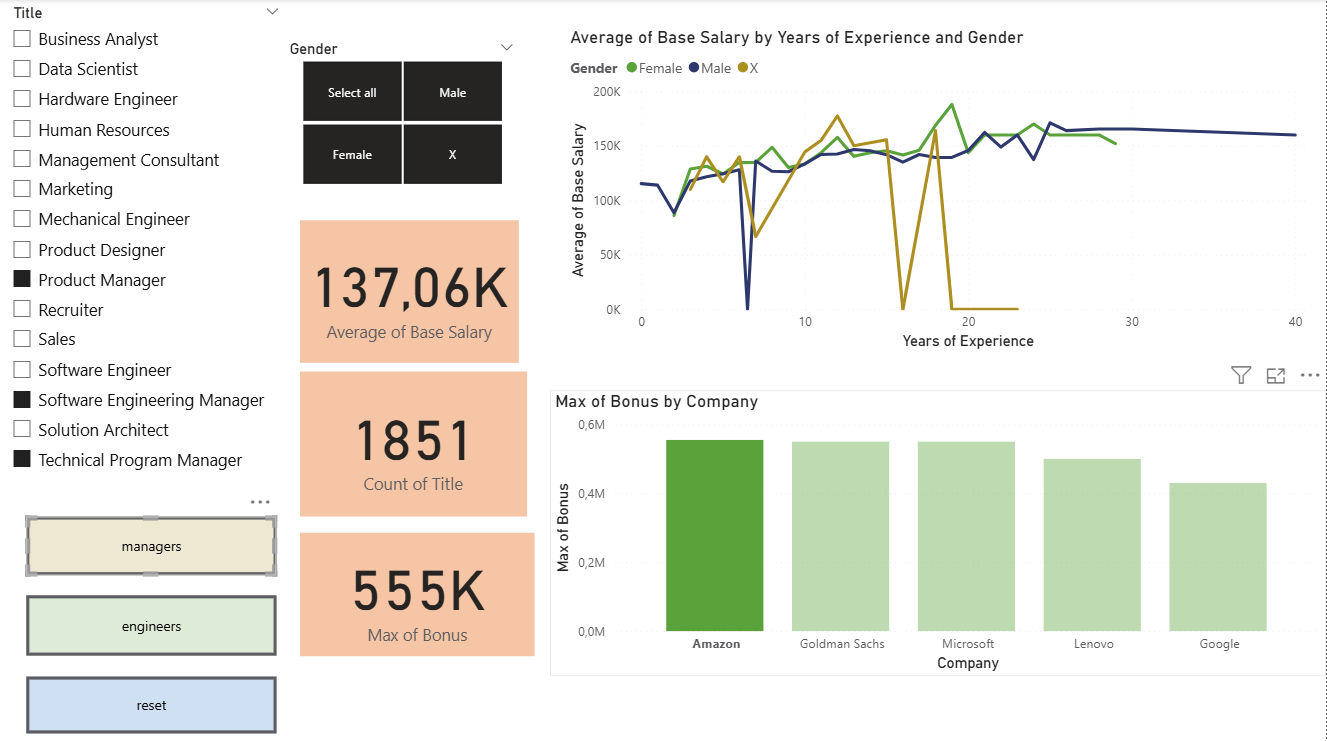 Title
Business Analyst
Data Scientist
Hardware Engineer
Human Resources
Management Consultant
Marketing
Mechanical Engineer
Product Designer
Product Manager
Recruiter
Sales
Software Engineer
Software Engineering Manager
Solution Architect
Technical Program Manager
managers
engineers
reset
Gender
Select all
Male
Female
X
137,06K
Average of Base Salary
1851
Count of Title
555K
Max of Bonus
Average of Base Salary by Years of Experience and Gender
Gender Female Male X
Average of Base Salary
200K
150K
100K
50K
0K
0 10 20 30 40
Years of Experience
Max of Bonus by Company
Max of Bonus
0,6M
0,4M
0,2M
0,0M
Amazon Goldman Sachs Microsoft Lenovo Google
Company